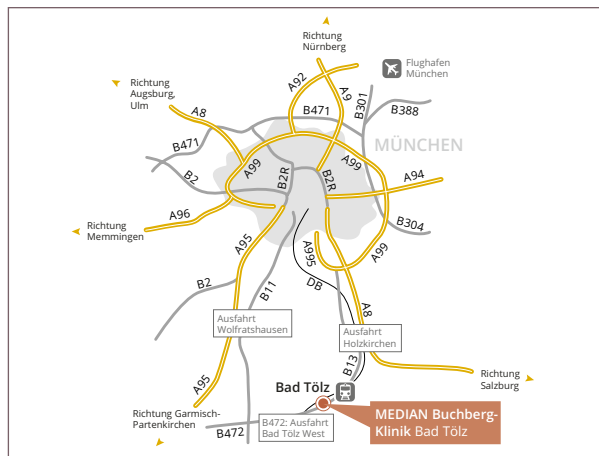 Richtung
Nürnberg
Flughafen
München
Richtung
Augsburg,
Ulm
A92
A9
B301
B388
A8
B471
B471
MÜNCHEN
A99
A99
B2
B2R
B2R
A94
A96
B304
Richtung
Memmingen
A95
A995
A99
B2
B11
DB
A8
Ausfahrt
Wolfratshausen
Ausfahrt
Holzkirchen
B13
A95
Richtung
Salzburg
Bad Tölz
Richtung Garmisch-
Partenkirchen
B472
B472: Ausfahrt
Bad Tölz West
MEDIAN Buchberg-
Klinik Bad Tölz